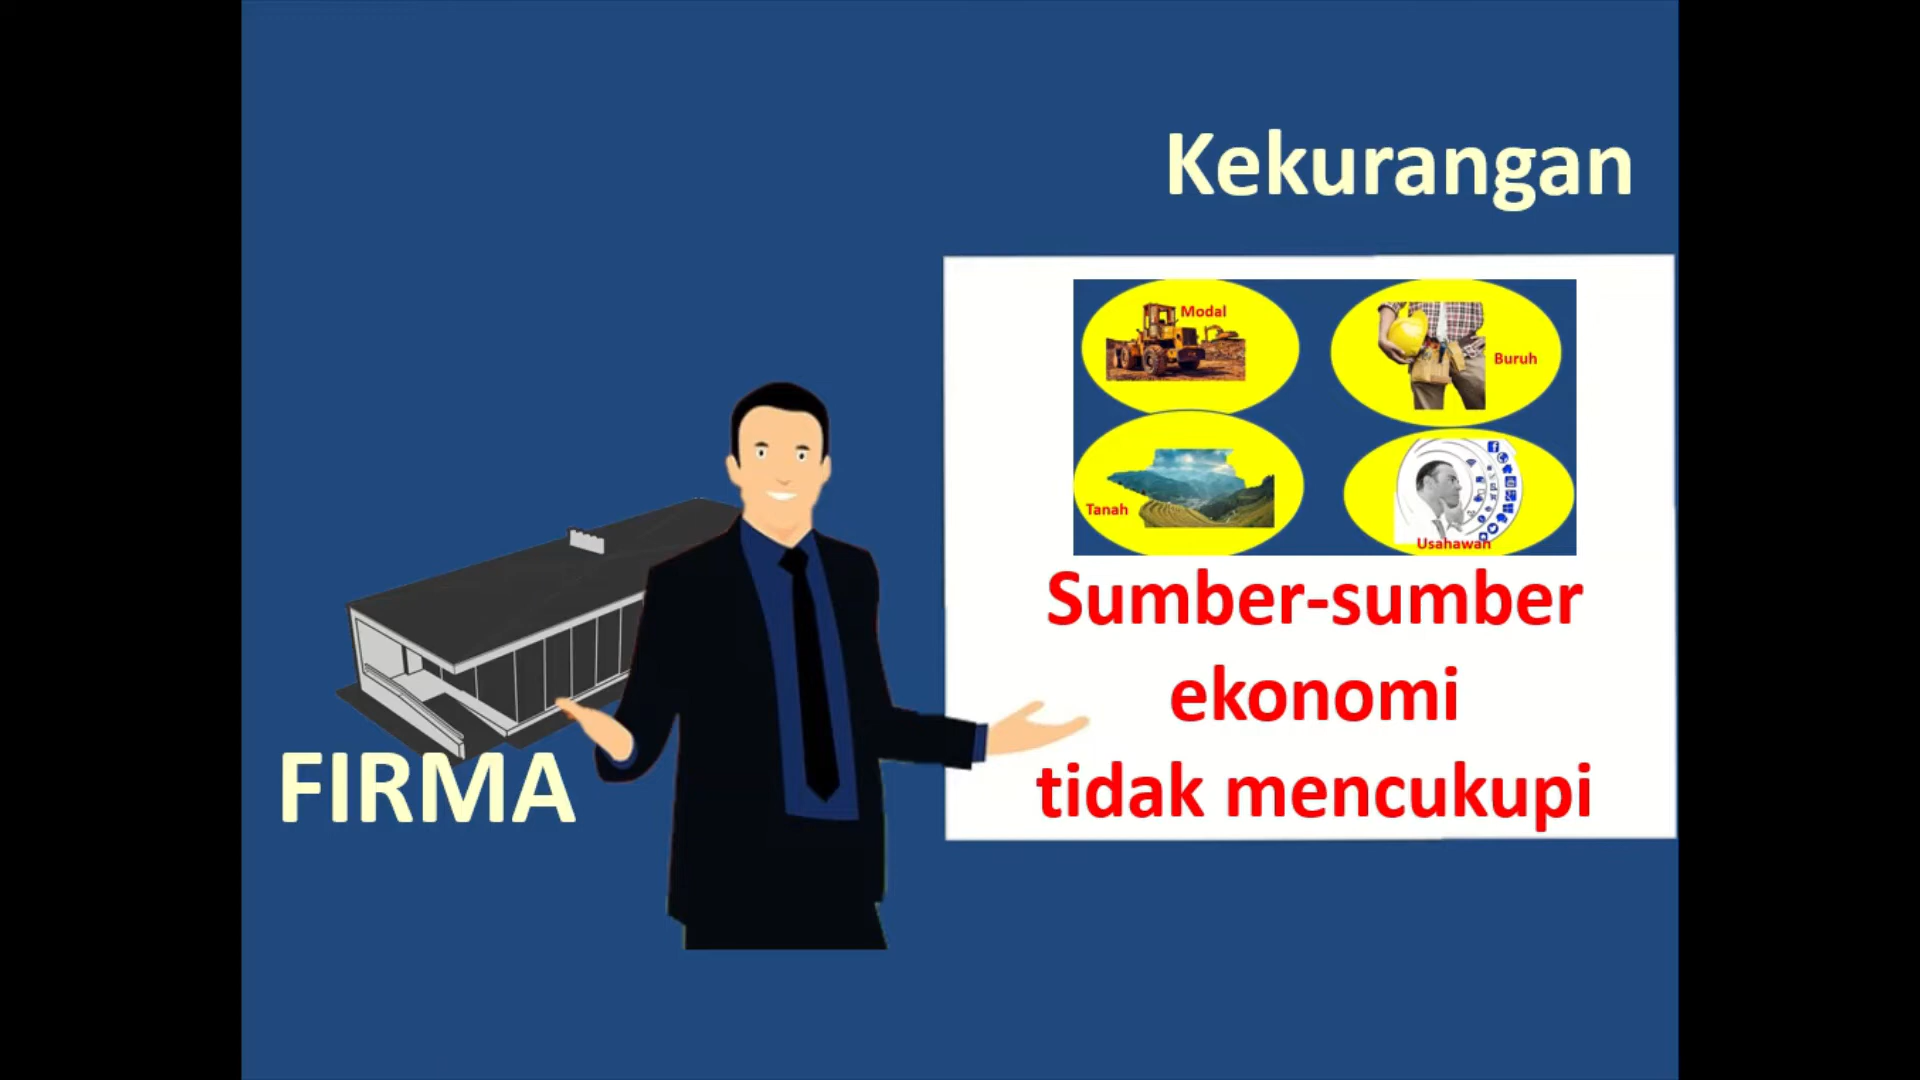 Kekurangan
Modal
Buruh
Tanah
Usahawan
Sumber-sumber
ekonomi
tidak mencukupi
FIRMA